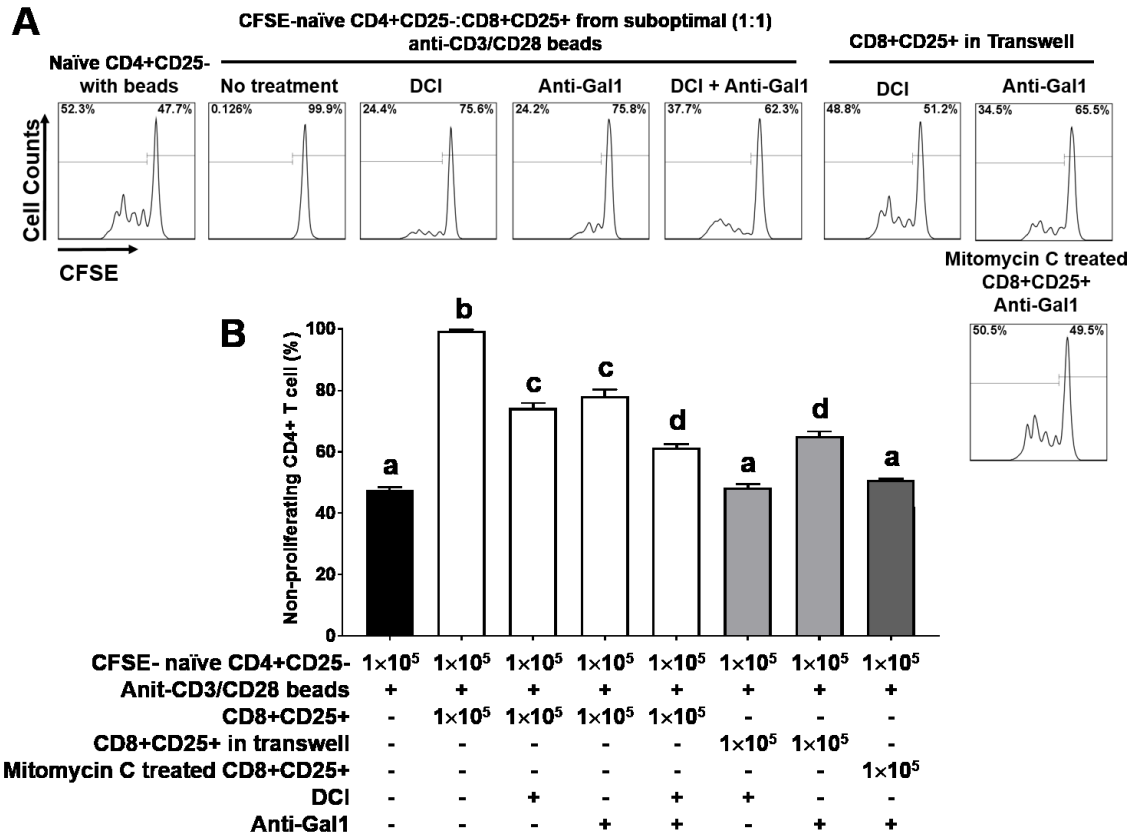 A
CFSE-naïve CD4+CD25-:CD8+CD25+ from suboptimal (1:1)
anti-CD3/CD28 beads
CD8+CD25+ in Transwell
Naïve CD4+CD25-
with beads
No treatment
DCI
Anti-Gal1
DCI + Anti-Gal1
DCI
Anti-Gal1
52.3% 47.7%
0.126% 99.9%
24.4% 75.6%
24.2% 75.8%
37.7% 62.3%
48.8% 51.2%
34.5% 65.5%
Cell Counts
CFSE
Mitomycin C treated
CD8+CD25+
Anti-Gal1
50.5% 49.5%
B
Non-proliferating CD4+ T cell (%)
100
80
60
40
20
0
a b c c d a d a
CFSE- naïve CD4+CD25- 1×10⁵ 1×10⁵ 1×10⁵ 1×10⁵ 1×10⁵ 1×10⁵ 1×10⁵ 1×10⁵
Anit-CD3/CD28 beads + + + + + + + +
CD8+CD25+ - 1×10⁵ 1×10⁵ 1×10⁵ 1×10⁵ - - -
CD8+CD25+ in transwell - - - - - 1×10⁵ 1×10⁵ -
Mitomycin C treated CD8+CD25+ - - - - - - - 1×10⁵
DCI - - + - + + - -
Anti-Gal1 - - - + + - + +